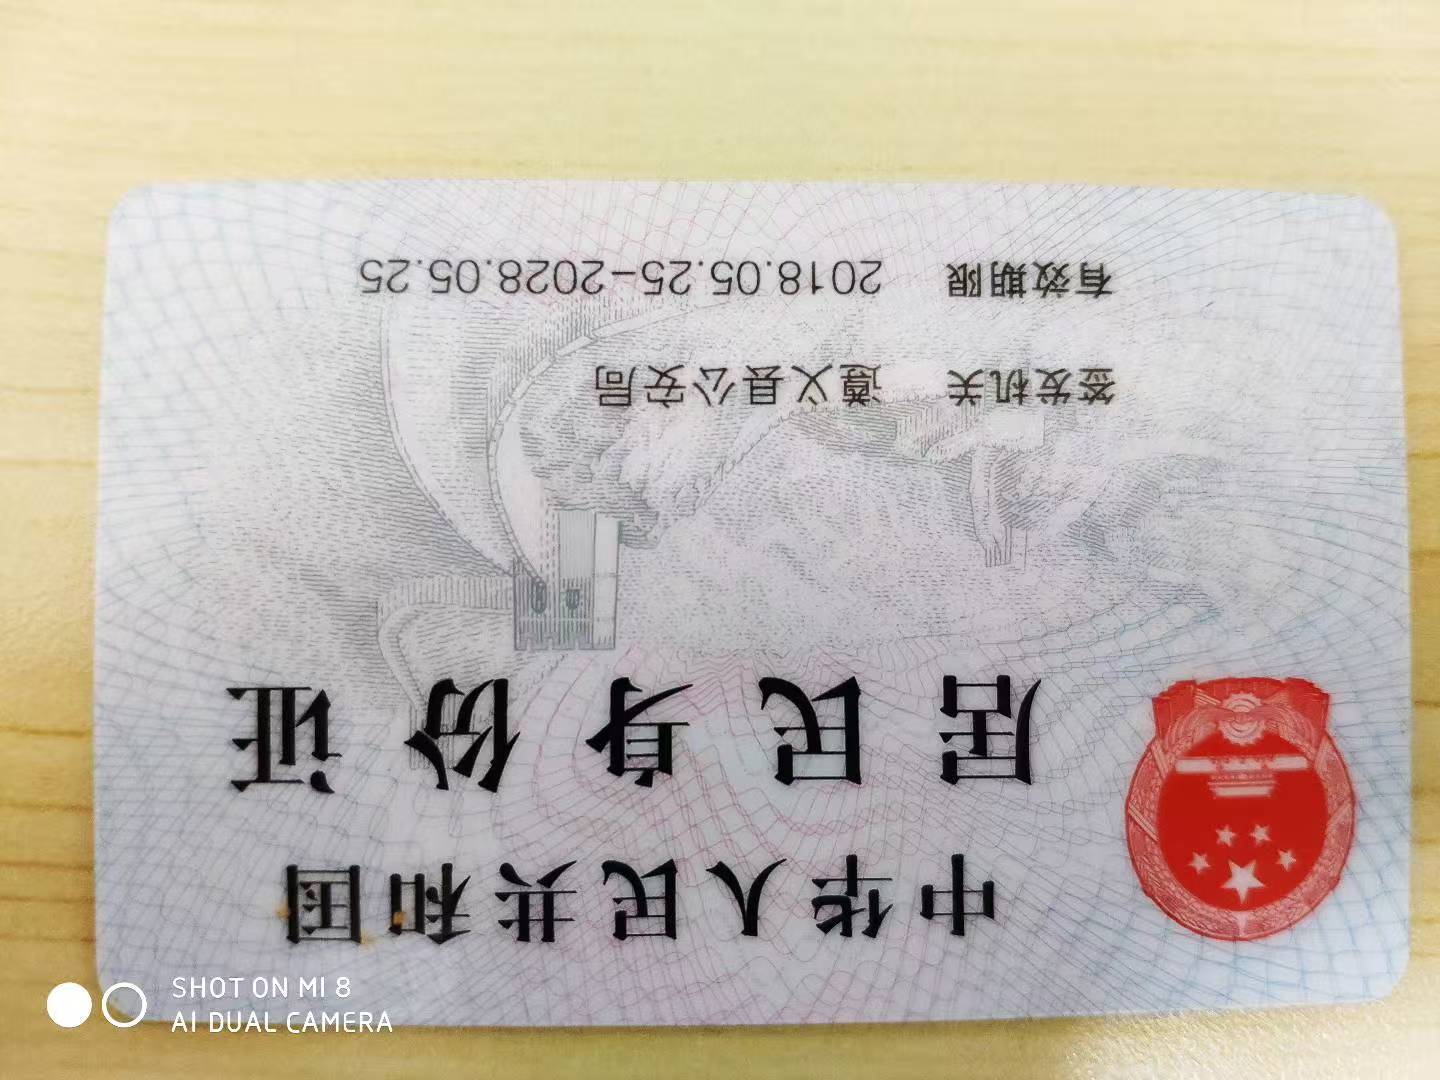 中华人民共和国
居民身份证
签发机关 遵义县公安局
有效期限 2018.05.25-2028.05.25
SHOT ON MI 8
AI DUAL CAMERA